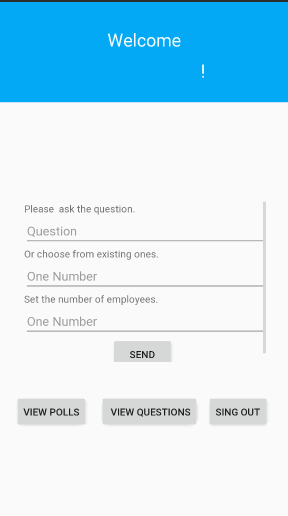 Welcome
!
Please  ask the question.
Question
Or choose from existing ones.
One Number
Set the number of employees.
One Number
SEND
VIEW POLLS VIEW QUESTIONS SING OUT